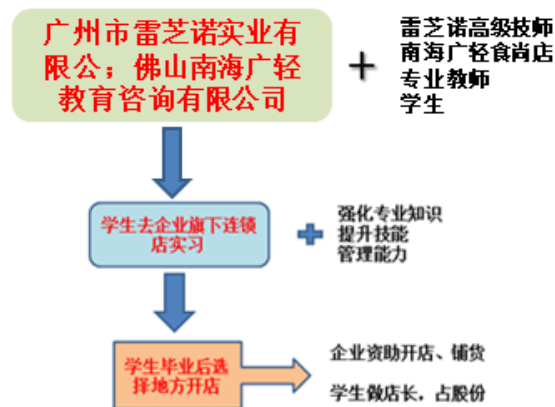 广州市雷芝诺实业有
限公；佛山南海广轻
教育咨询有限公司
雷芝诺高级技师
南海广轻食尚店
专业教师
学生
学生去企业旗下连锁
店实习
强化专业知识
提升技能
管理能力
学生毕业后选
择地方开店
企业资助开店、铺货
学生做店长，占股份